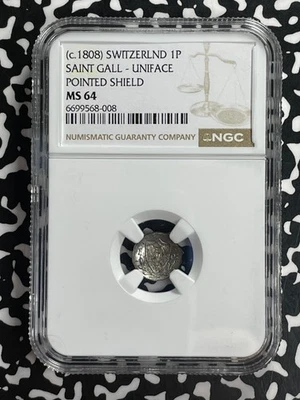 (c.1808) SWITZERLND 1P
SAINT GALL - UNIFACE
POINTED SHIELD
MS 64
6699568-008
NUMISMATIC GUARANTY COMPANY NGC